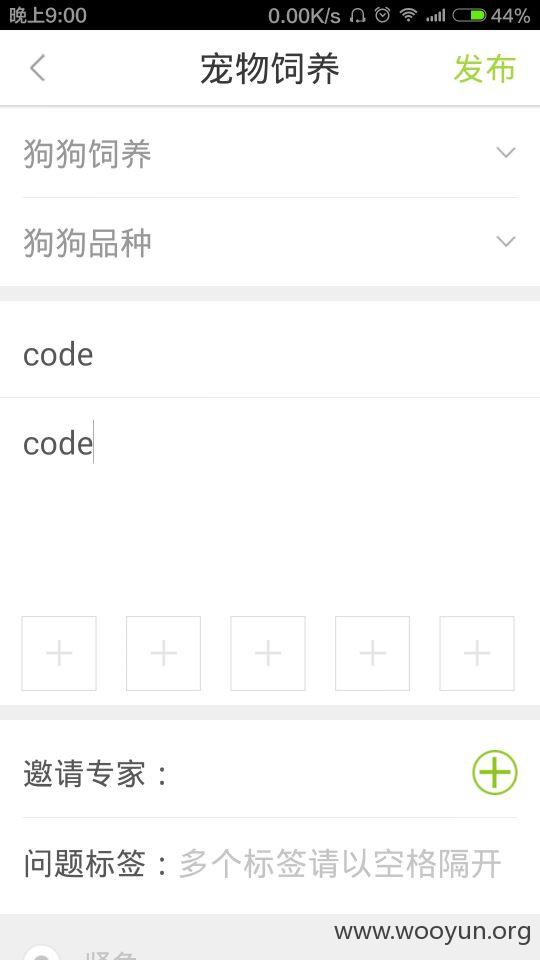 晚上9:00 0.00K/s 44%
宠物饲养 发布
狗狗饲养
狗狗品种
code
code
邀请专家：
问题标签：多个标签请以空格隔开
www.wooyun.org